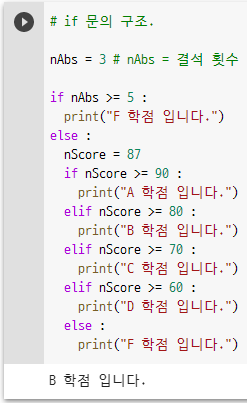 # if 문의 구조.
nAbs = 3 # nAbs = 결석 횟수
if nAbs >= 5 :
  print("F 학점 입니다.")
else :
  nScore = 87
  if nScore >= 90 :
    print("A 학점 입니다.")
  elif nScore >= 80 :
    print("B 학점 입니다.")
  elif nScore >= 70 :
    print("C 학점 입니다.")
  elif nScore >= 60 :
    print("D 학점 입니다.")
  else :
    print("F 학점 입니다.")
B 학점 입니다.